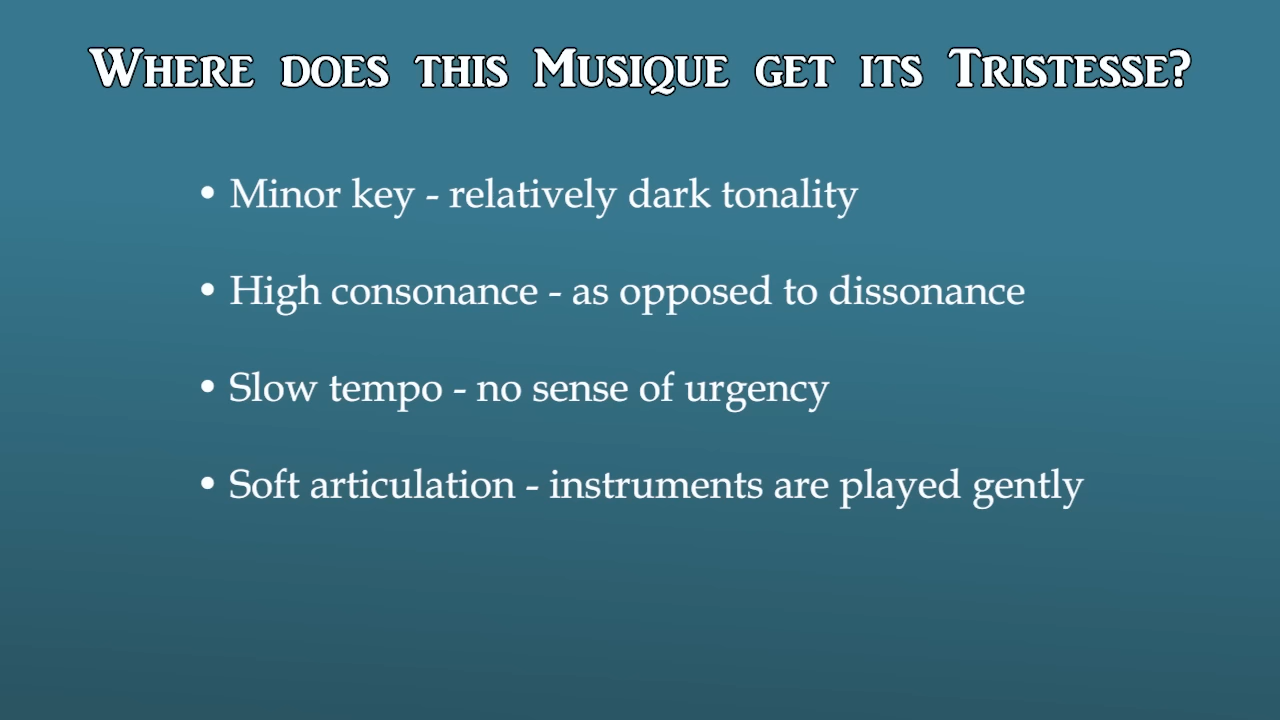 Where does this Musique get its Tristesse?
• Minor key - relatively dark tonality
• High consonance - as opposed to dissonance
• Slow tempo - no sense of urgency
• Soft articulation - instruments are played gently